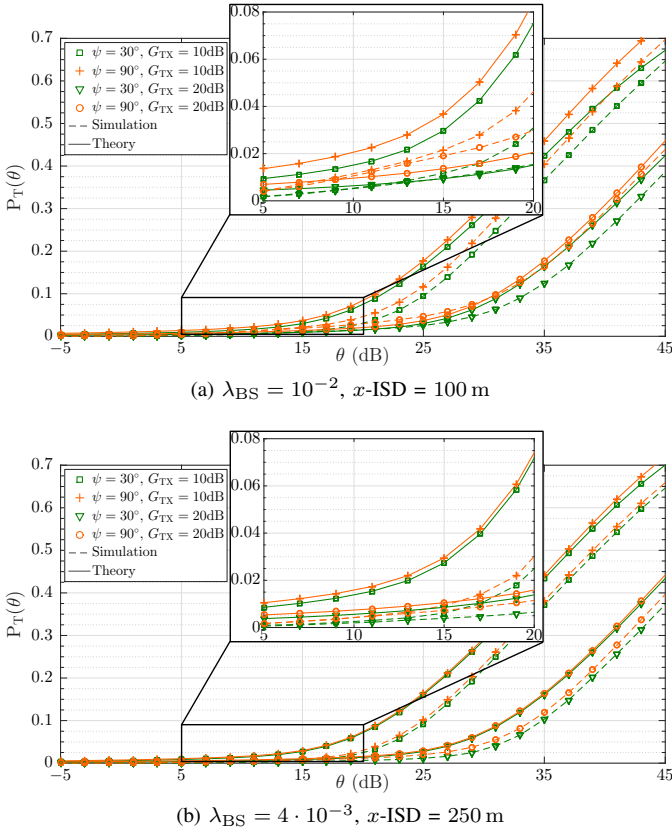 0.7
0.6
0.5
0.4
0.3
0.2
0.1
0
P_T(θ)
ψ = 30°, G_TX = 10dB
ψ = 90°, G_TX = 10dB
ψ = 30°, G_TX = 20dB
ψ = 90°, G_TX = 20dB
Simulation
Theory
0.08
0.06
0.04
0.02
0
5 10 15 20
-5 5 15 25 35 45
θ (dB)
(a) λ_BS = 10^−2, x-ISD = 100 m
0.7
0.6
0.5
0.4
0.3
0.2
0.1
0
P_T(θ)
ψ = 30°, G_TX = 10dB
ψ = 90°, G_TX = 10dB
ψ = 30°, G_TX = 20dB
ψ = 90°, G_TX = 20dB
Simulation
Theory
0.08
0.06
0.04
0.02
0
5 10 15 20
-5 5 15 25 35 45
θ (dB)
(b) λ_BS = 4 · 10^−3, x-ISD = 250 m